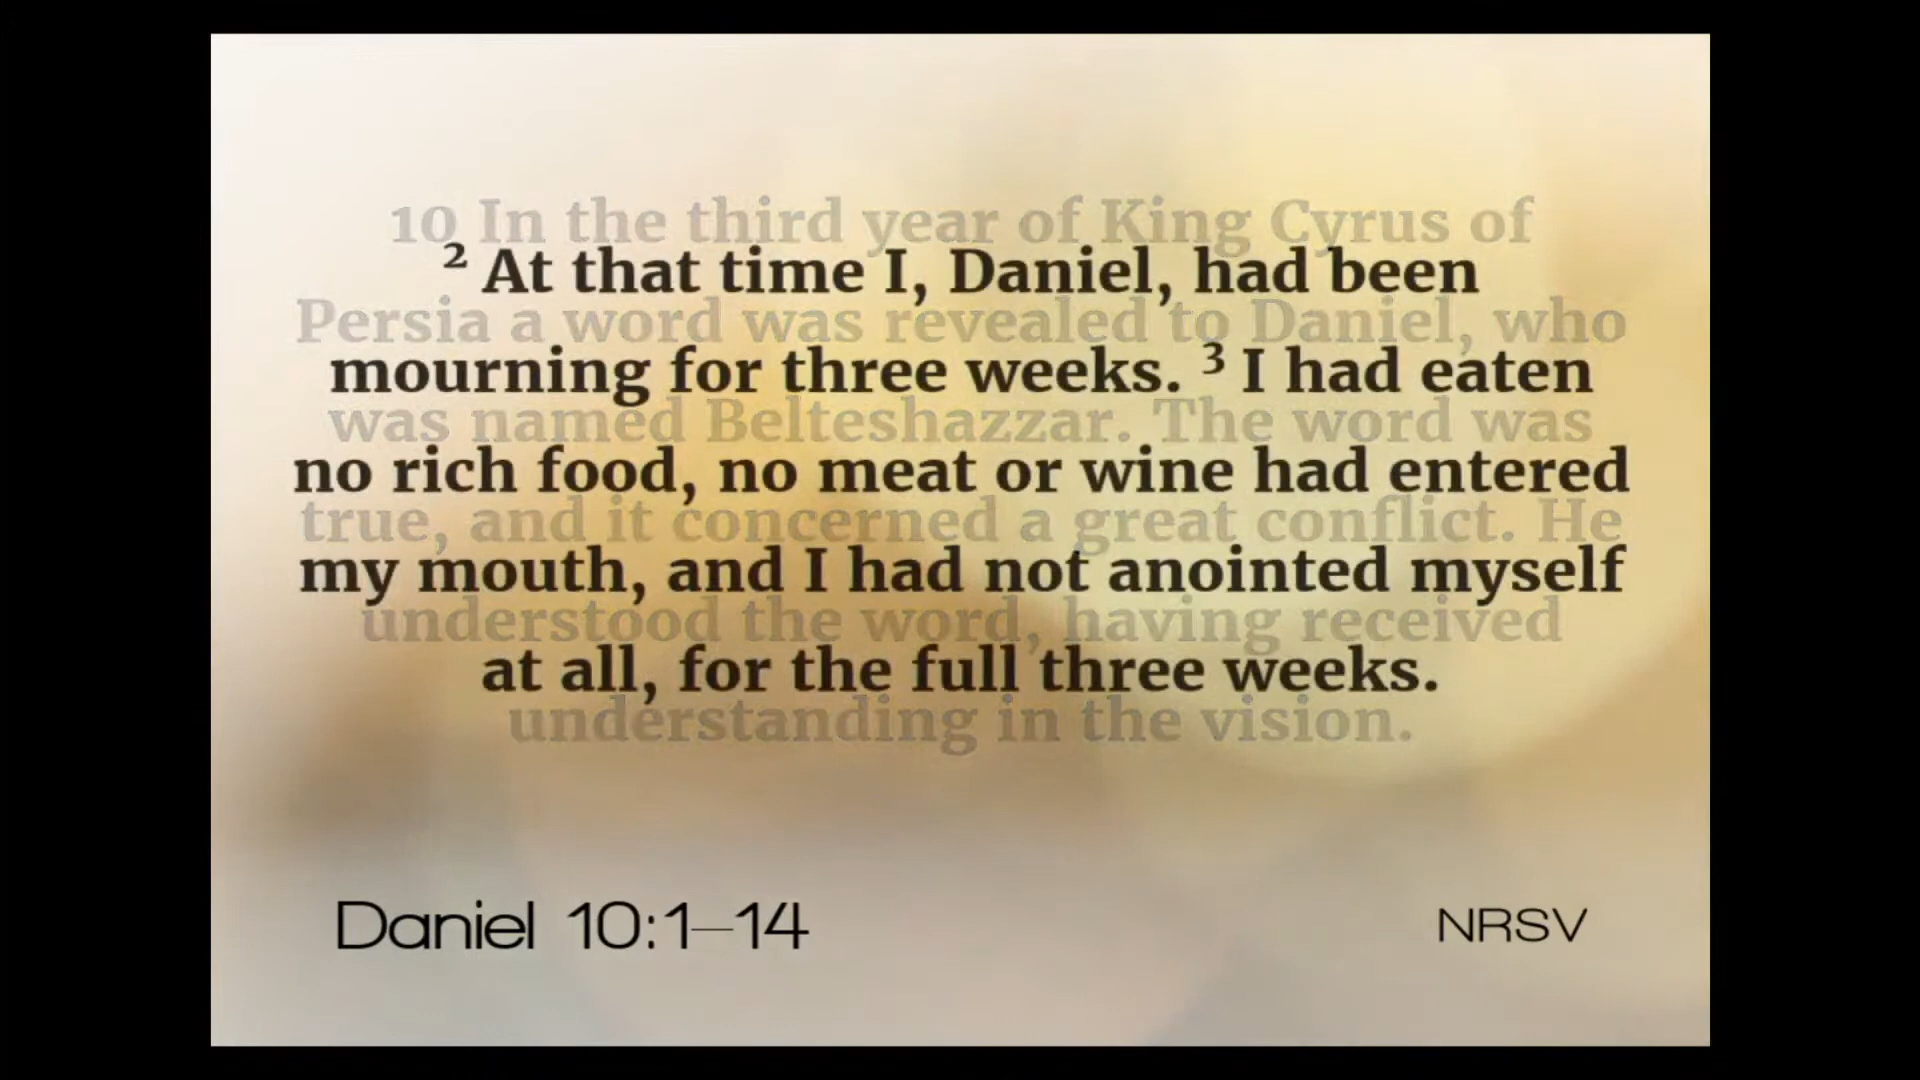 10 In the third year of King Cyrus of
Persia a word was revealed to Daniel, who
was named Belteshazzar. The word was
true, and it concerned a great conflict. He
understood the word, having received
understanding in the vision.
² At that time I, Daniel, had been
mourning for three weeks. ³ I had eaten
no rich food, no meat or wine had entered
my mouth, and I had not anointed myself
at all, for the full three weeks.
Daniel 10:1–14
NRSV